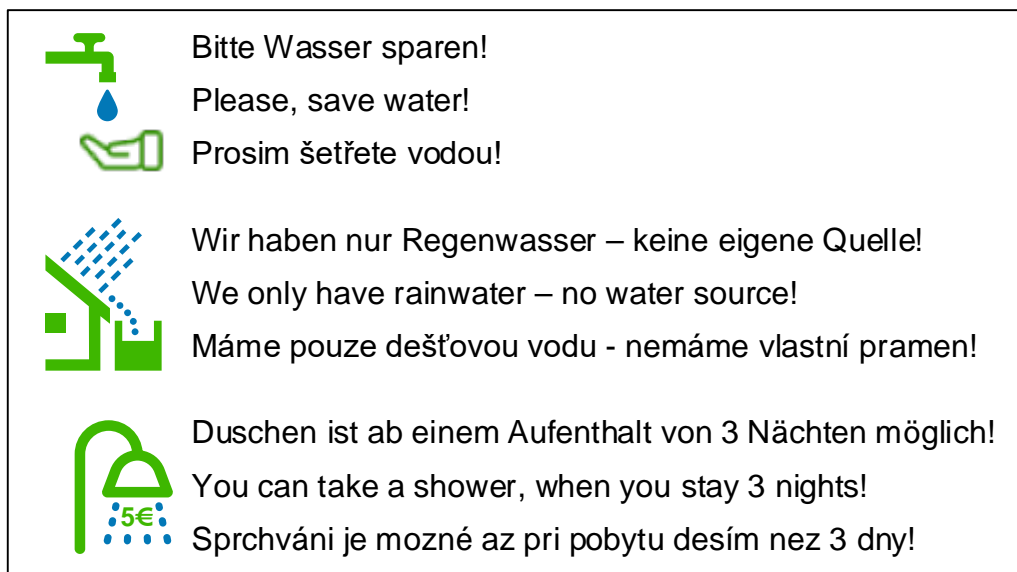 Bitte Wasser sparen!
Please, save water!
Prosim šetřete vodou!
Wir haben nur Regenwasser – keine eigene Quelle!
We only have rainwater – no water source!
Máme pouze dešťovou vodu - nemáme vlastní pramen!
Duschen ist ab einem Aufenthalt von 3 Nächten möglich!
You can take a shower, when you stay 3 nights!
5€
Sprchváni je mozné az pri pobytu desím nez 3 dny!